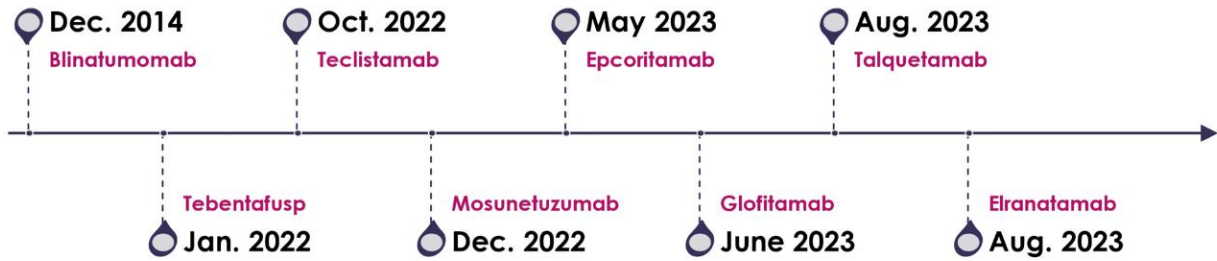 Dec. 2014
Blinatumomab
Oct. 2022
Teclistamab
May 2023
Epcoritamab
Aug. 2023
Talquetamab
Tebentafusp
Jan. 2022
Mosunetuzumab
Dec. 2022
Glofitamab
June 2023
Elranatamab
Aug. 2023